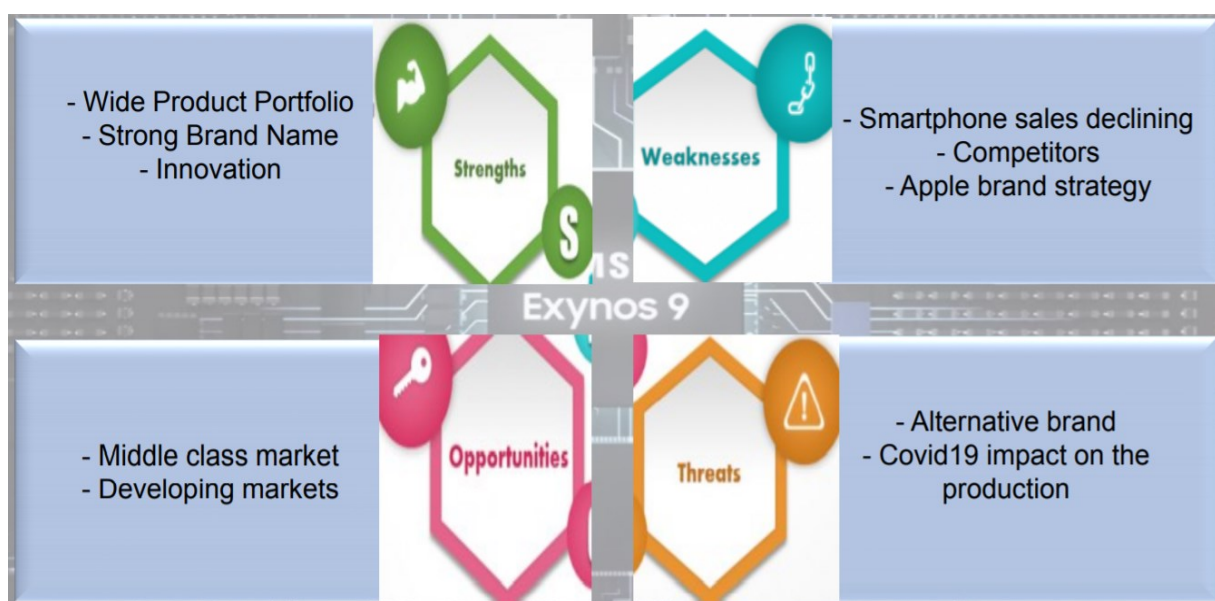 - Wide Product Portfolio
- Strong Brand Name
- Innovation
Strengths
S
Weaknesses
- Smartphone sales declining
- Competitors
- Apple brand strategy
Exynos 9
- Middle class market
- Developing markets
Opportunities
Threats
- Alternative brand
- Covid19 impact on the
production